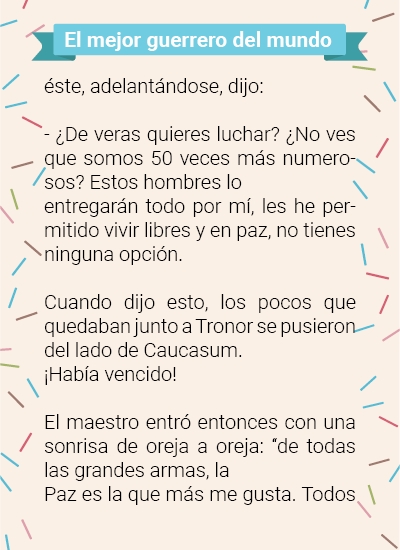 El mejor guerrero del mundo
éste, adelantándose, dijo:
- ¿De veras quieres luchar? ¿No ves
que somos 50 veces más numero-
sos? Estos hombres lo
entregarán todo por mí, les he per-
mitido vivir libres y en paz, no tienes
ninguna opción.
Cuando dijo esto, los pocos que
quedaban junto a Tronor se pusieron
del lado de Caucasum.
¡Había vencido!
El maestro entró entonces con una
sonrisa de oreja a oreja: “de todas
las grandes armas, la
Paz es la que más me gusta. Todos